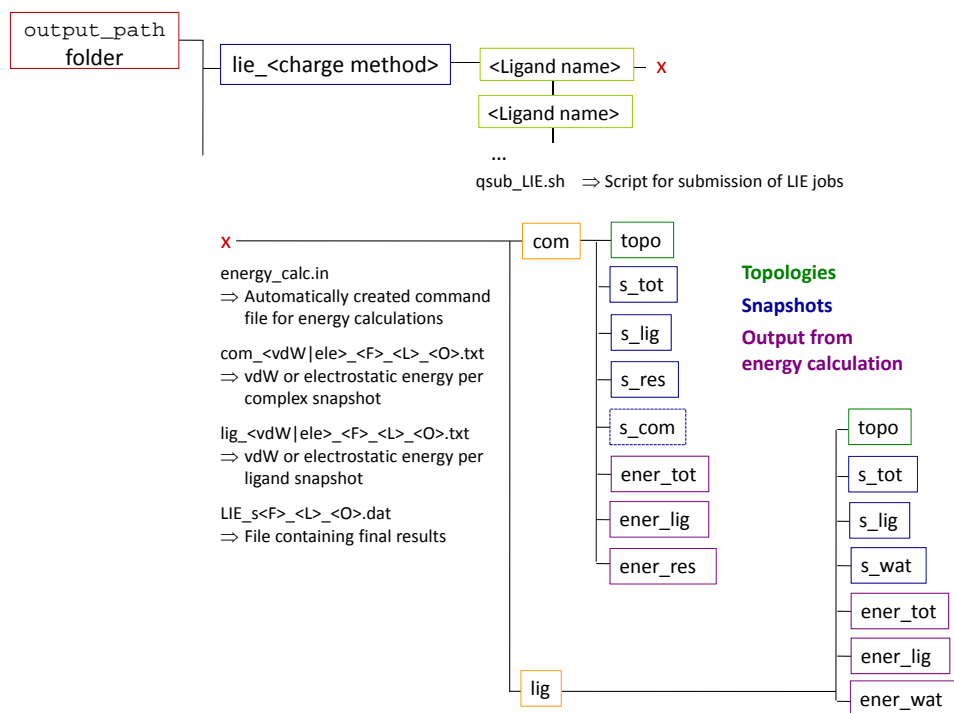 output_path
folder
lie_<charge method>
<Ligand name>
x
<Ligand name>
...
qsub_LIE.sh ⇒ Script for submission of LIE jobs
x
energy_calc.in
⇒ Automatically created command
file for energy calculations
com_<vdW|ele>_<F>_<L>_<O>.txt
⇒ vdW or electrostatic energy per
complex snapshot
lig_<vdW|ele>_<F>_<L>_<O>.txt
⇒ vdW or electrostatic energy per
ligand snapshot
LIE_s<F>_<L>_<O>.dat
⇒ File containing final results
com
topo
s_tot
s_lig
s_res
s_com
ener_tot
ener_lig
ener_res
Topologies
Snapshots
Output from
energy calculation
lig
topo
s_tot
s_lig
s_wat
ener_tot
ener_lig
ener_wat